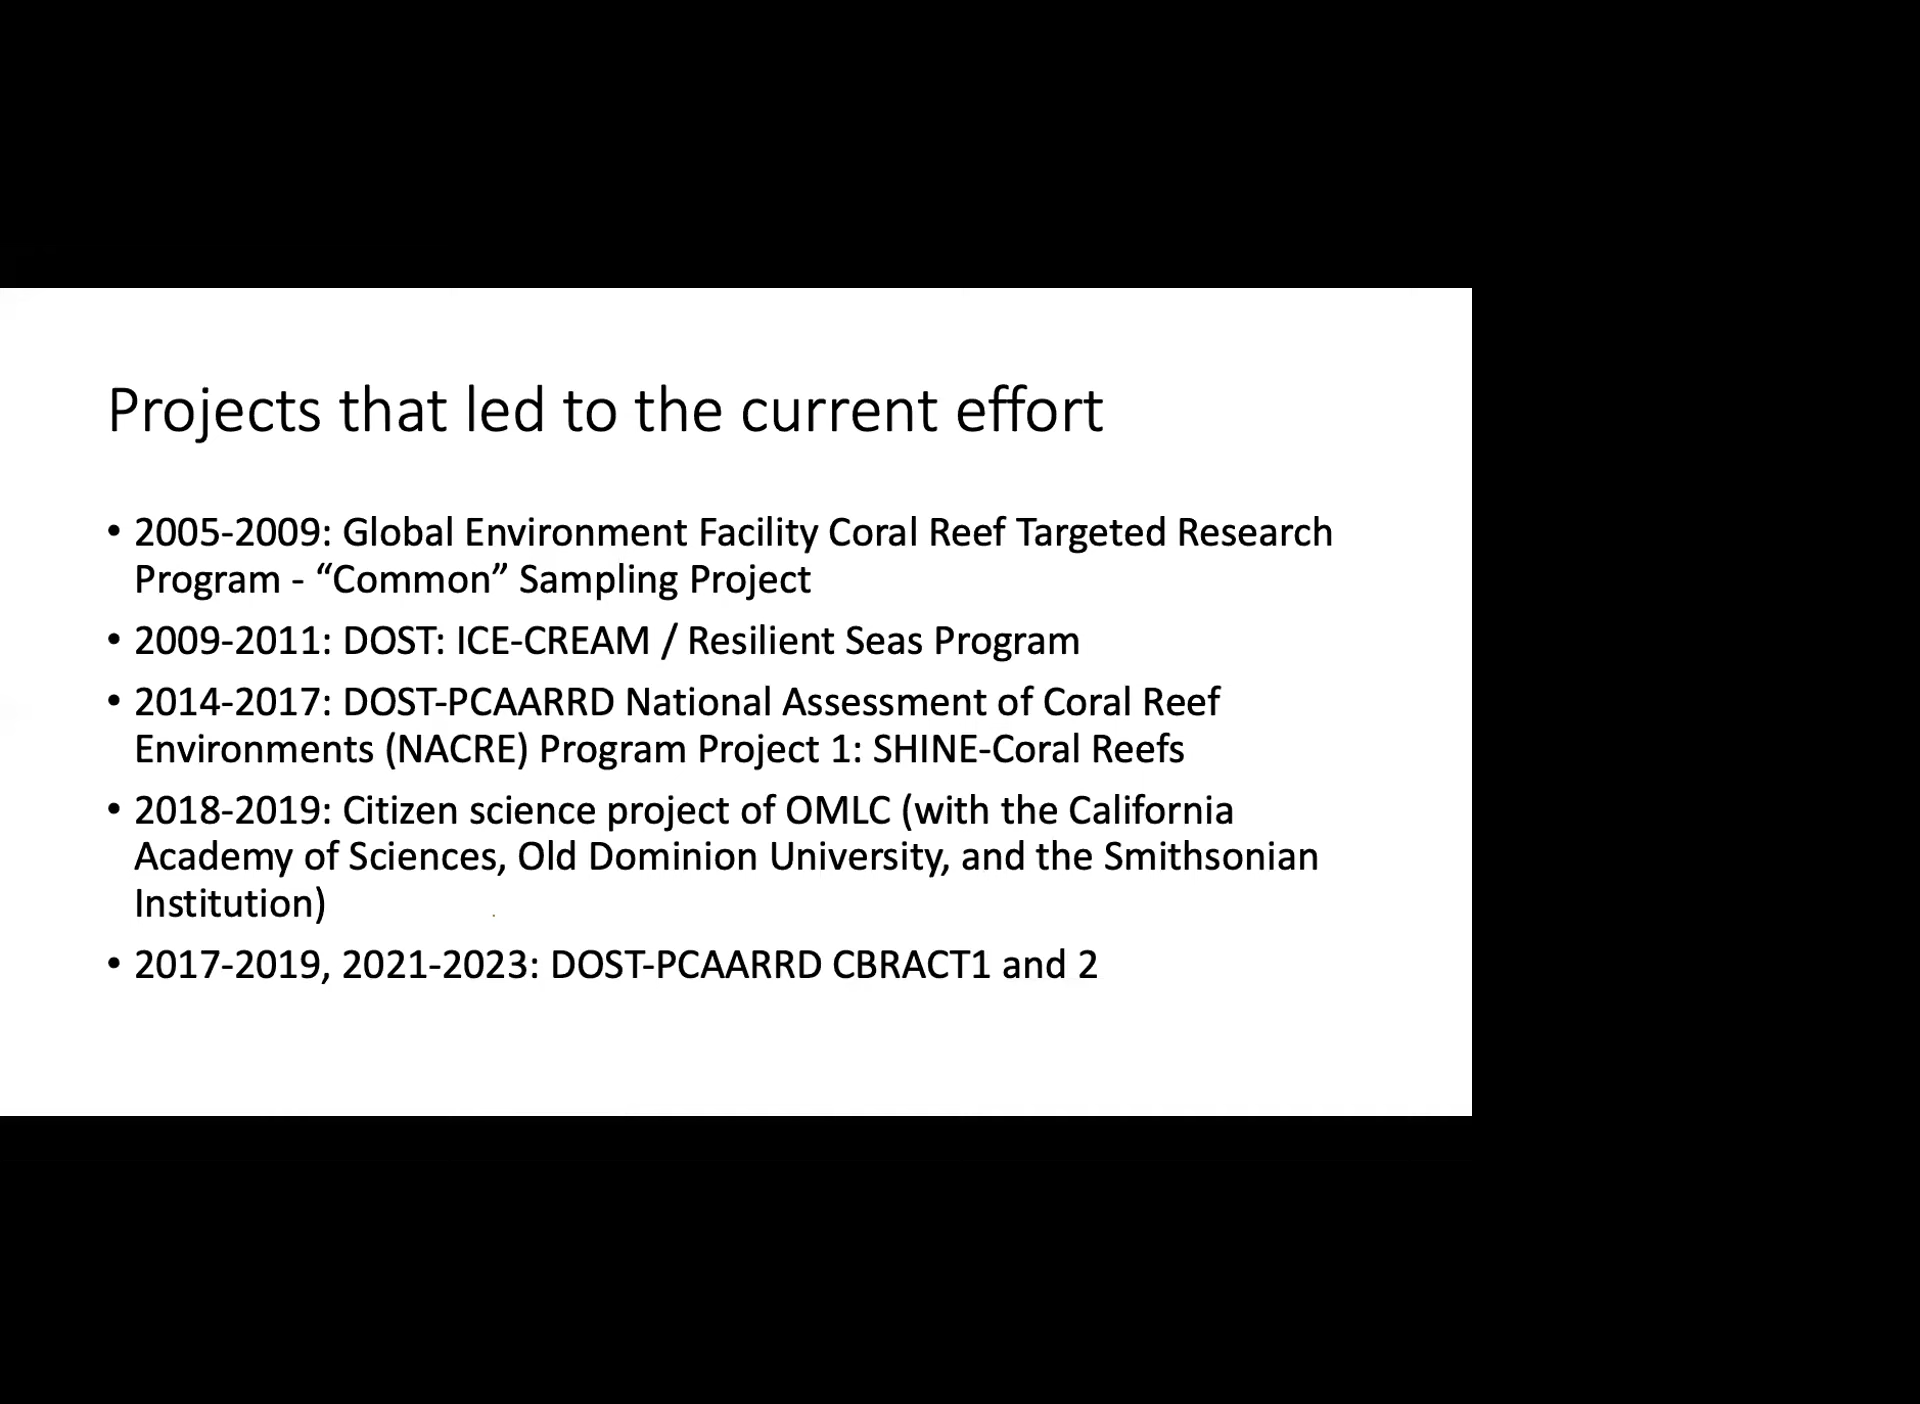 Projects that led to the current effort
• 2005-2009: Global Environment Facility Coral Reef Targeted Research
Program - “Common” Sampling Project
• 2009-2011: DOST: ICE-CREAM / Resilient Seas Program
• 2014-2017: DOST-PCAARRD National Assessment of Coral Reef
Environments (NACRE) Program Project 1: SHINE-Coral Reefs
• 2018-2019: Citizen science project of OMLC (with the California
Academy of Sciences, Old Dominion University, and the Smithsonian
Institution)
• 2017-2019, 2021-2023: DOST-PCAARRD CBRACT1 and 2